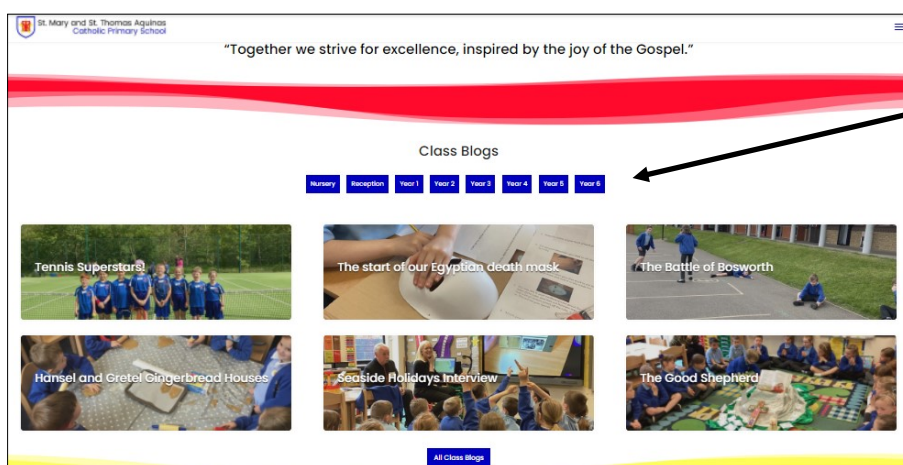 St. Mary and St. Thomas Aquinas
Catholic Primary School
“Together we strive for excellence, inspired by the joy of the Gospel.”
Class Blogs
Nursery Reception Year 1 Year 2 Year 3 Year 4 Year 5 Year 6
Tennis Superstars!
The start of our Egyptian death mask
The Battle of Bosworth
Hansel and Gretel Gingerbread Houses
Seaside Holidays Interview
The Good Shepherd
All Class Blogs